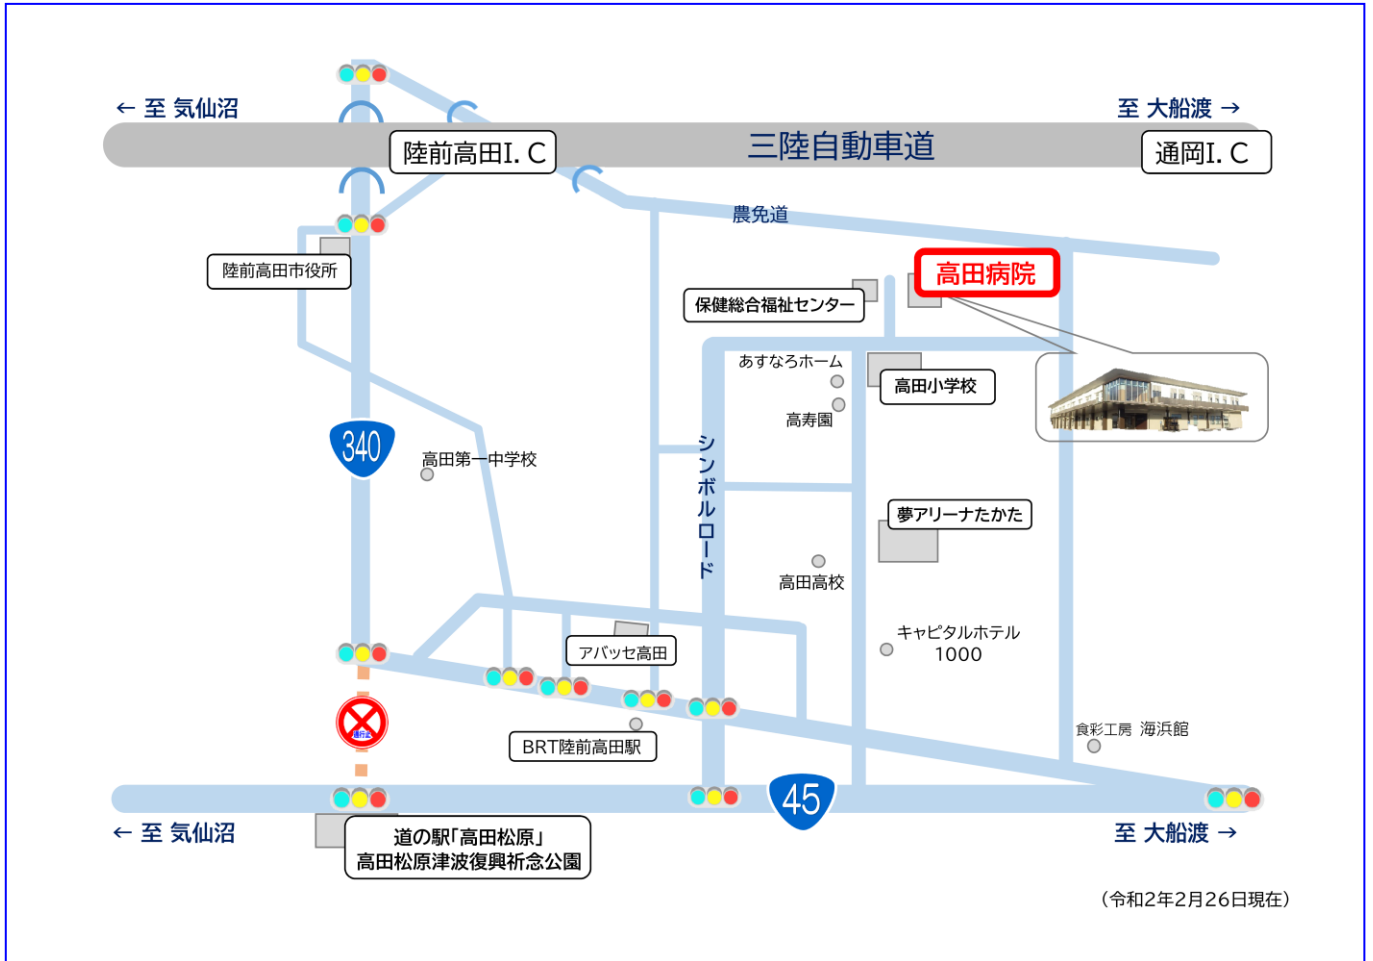 ← 至 気仙沼
至 大船渡 →
三陸自動車道
陸前高田I.C
通岡I.C
農免道
陸前高田市役所
高田病院
保健総合福祉センター
あすなろホーム
高田小学校
高寿園
340
高田第一中学校
シンボルロード
夢アリーナたかた
高田高校
キャピタルホテル
1000
アバッセ高田
通行止
食彩工房 海浜館
BRT陸前高田駅
45
← 至 気仙沼
至 大船渡 →
道の駅「高田松原」
高田松原津波復興祈念公園
（令和2年2月26日現在）